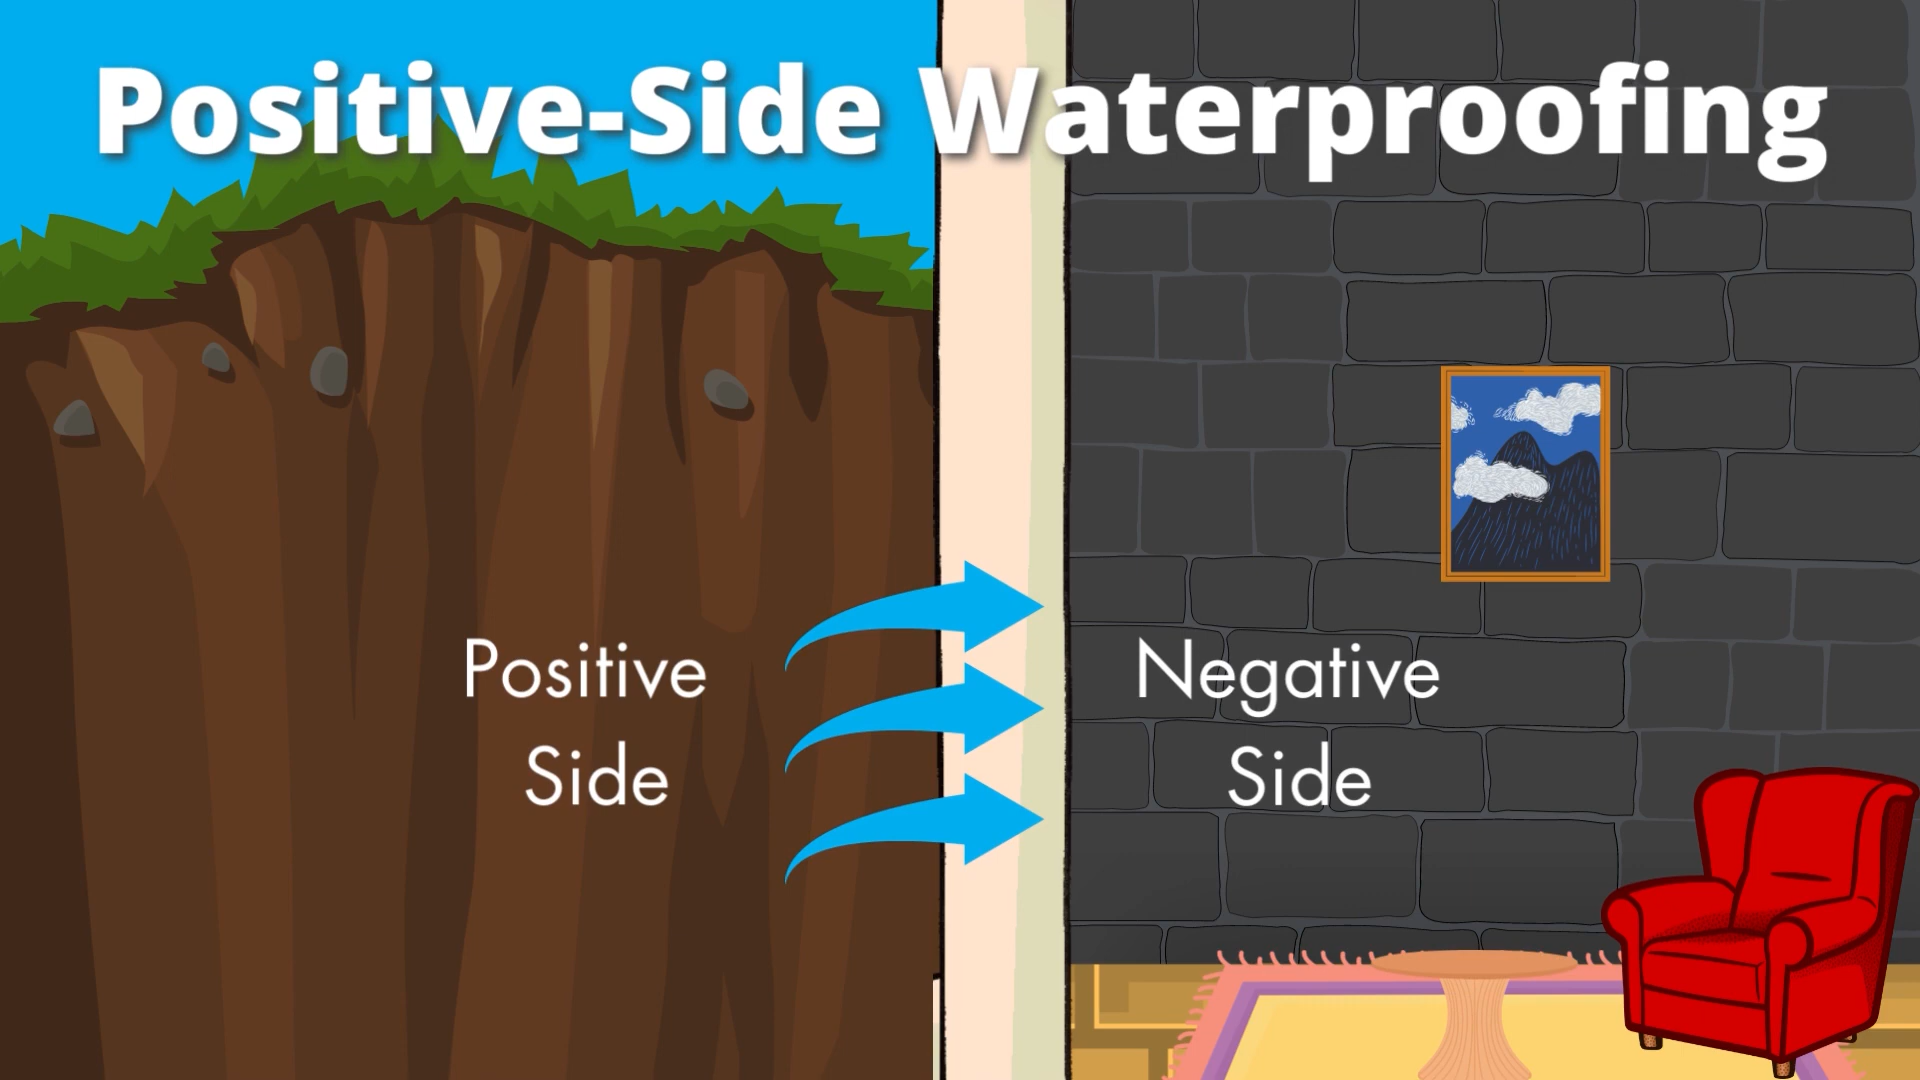 Positive-Side Waterproofing
Positive
Side
Negative
Side